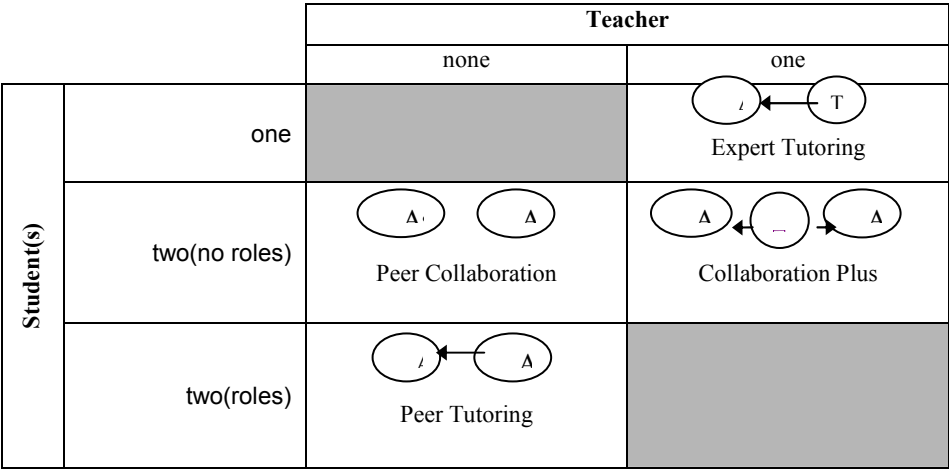 Teacher
none
one
Student(s)
one
T
Expert Tutoring
two(no roles)
Δ
Δ
Δ
Δ
Peer Collaboration
Collaboration Plus
two(roles)
Δ
Peer Tutoring